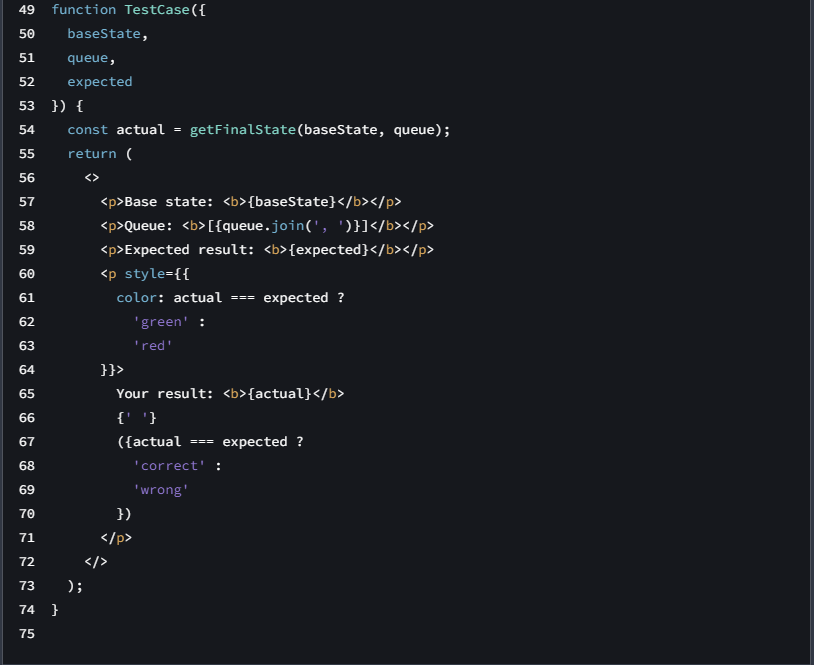 49 function TestCase({
50   baseState,
51   queue,
52   expected
53 }) {
54   const actual = getFinalState(baseState, queue);
55   return (
56     <>
57       <p>Base state: <b>{baseState}</b></p>
58       <p>Queue: <b>[{queue.join(', ')}]</b></p>
59       <p>Expected result: <b>{expected}</b></p>
60       <p style={{
61         color: actual === expected ?
62           'green' :
63           'red'
64       }}>
65         Your result: <b>{actual}</b>
66         {' '}
67         ({actual === expected ?
68           'correct' :
69           'wrong'
70         })
71       </p>
72     </>
73   );
74 }
75